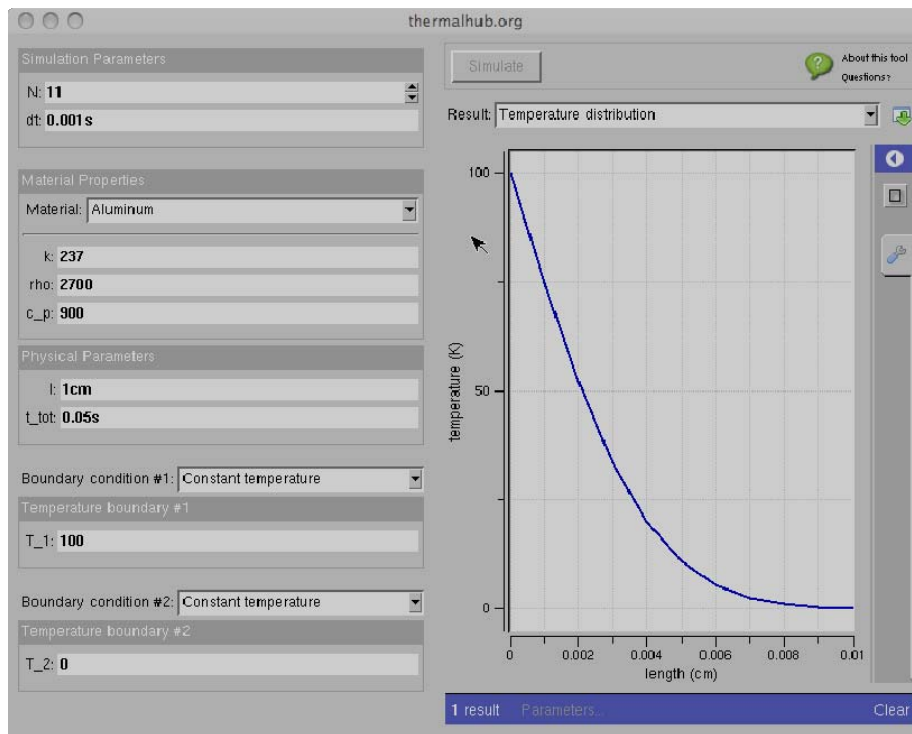 thermalhub.org
Simulation Parameters
N: 11
dt: 0.001s
Material Properties
Material: Aluminum
k: 237
rho: 2700
c_p: 900
Physical Parameters
l: 1cm
t_tot: 0.05s
Boundary condition #1: Constant temperature
Temperature boundary #1
T_1: 100
Boundary condition #2: Constant temperature
Temperature boundary #2
T_2: 0
Simulate
?
About this tool
Questions?
Result: Temperature distribution
100
50
0
temperature (K)
0 0.002 0.004 0.006 0.008 0.01
length (cm)
1 result Parameters... Clear